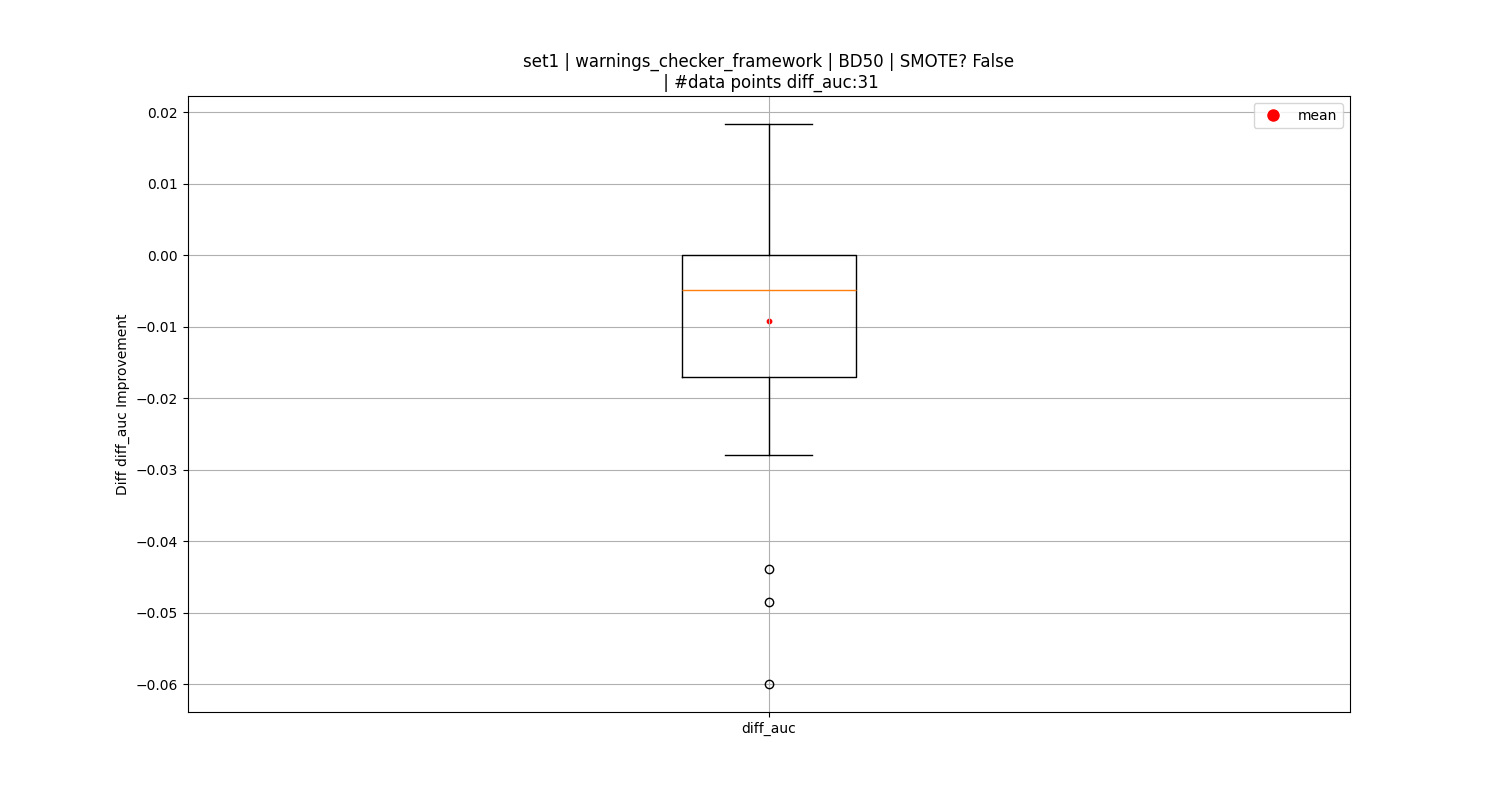 set1 | warnings_checker_framework | BD50 | SMOTE? False
| #data points diff_auc:31
mean
0.02
0.01
0.00
−0.01
−0.02
−0.03
−0.04
−0.05
−0.06
Diff diff_auc Improvement
diff_auc